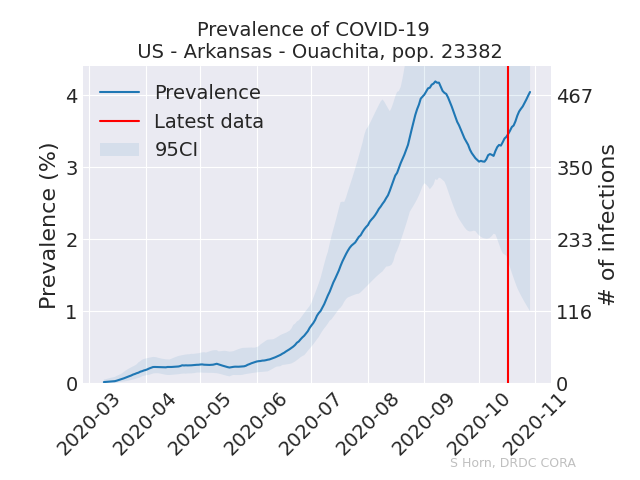 Prevalence of COVID-19
US - Arkansas - Ouachita, pop. 23382
Prevalence
Latest data
95CI
Prevalence (%)
4
3
2
1
0
467
350
233
116
0
# of infections
2020-03
2020-04
2020-05
2020-06
2020-07
2020-08
2020-09
2020-10
2020-11
S Horn, DRDC CORA